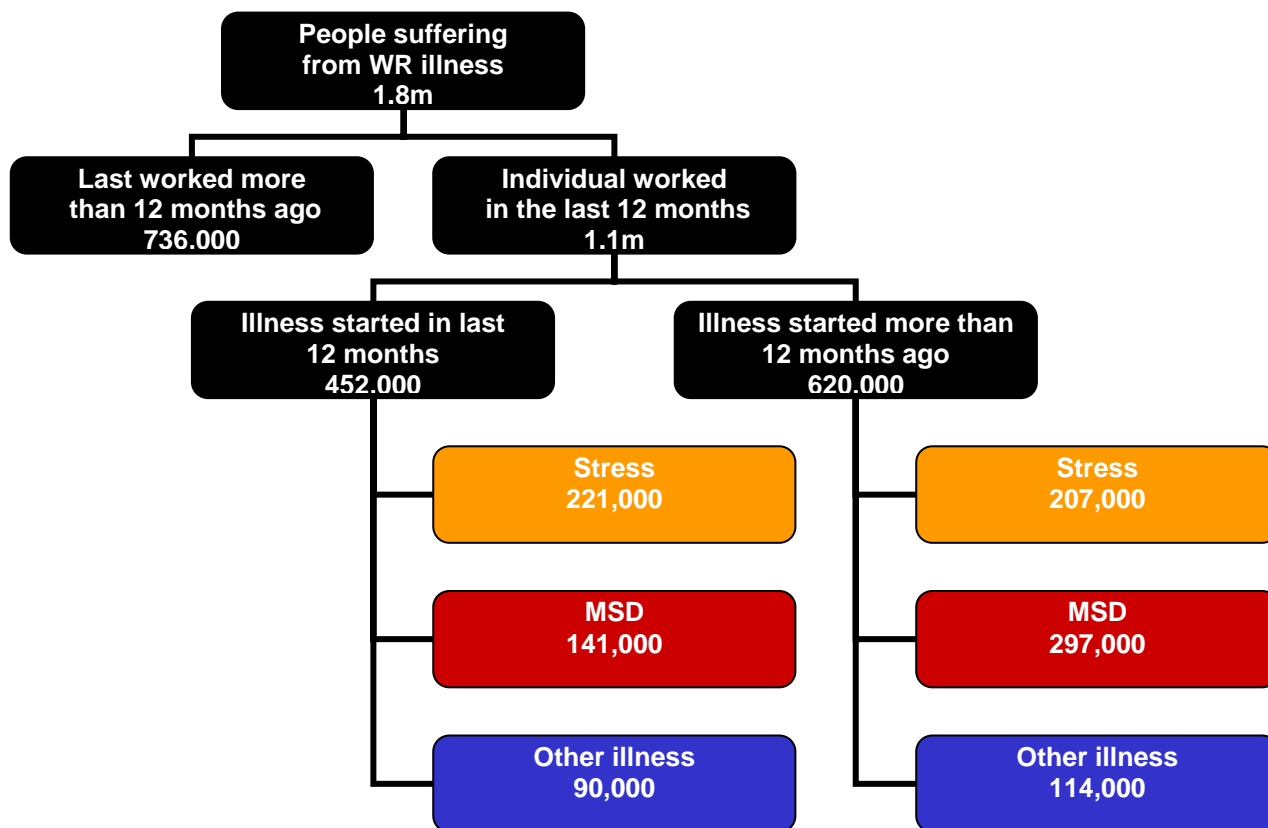 People suffering
from WR illness
1.8m
Last worked more
than 12 months ago
736.000
Individual worked
in the last 12 months
1.1m
Illness started in last
12 months
452.000
Illness started more than
12 months ago
620.000
Stress
221,000
Stress
207,000
MSD
141,000
MSD
297,000
Other illness
90,000
Other illness
114,000